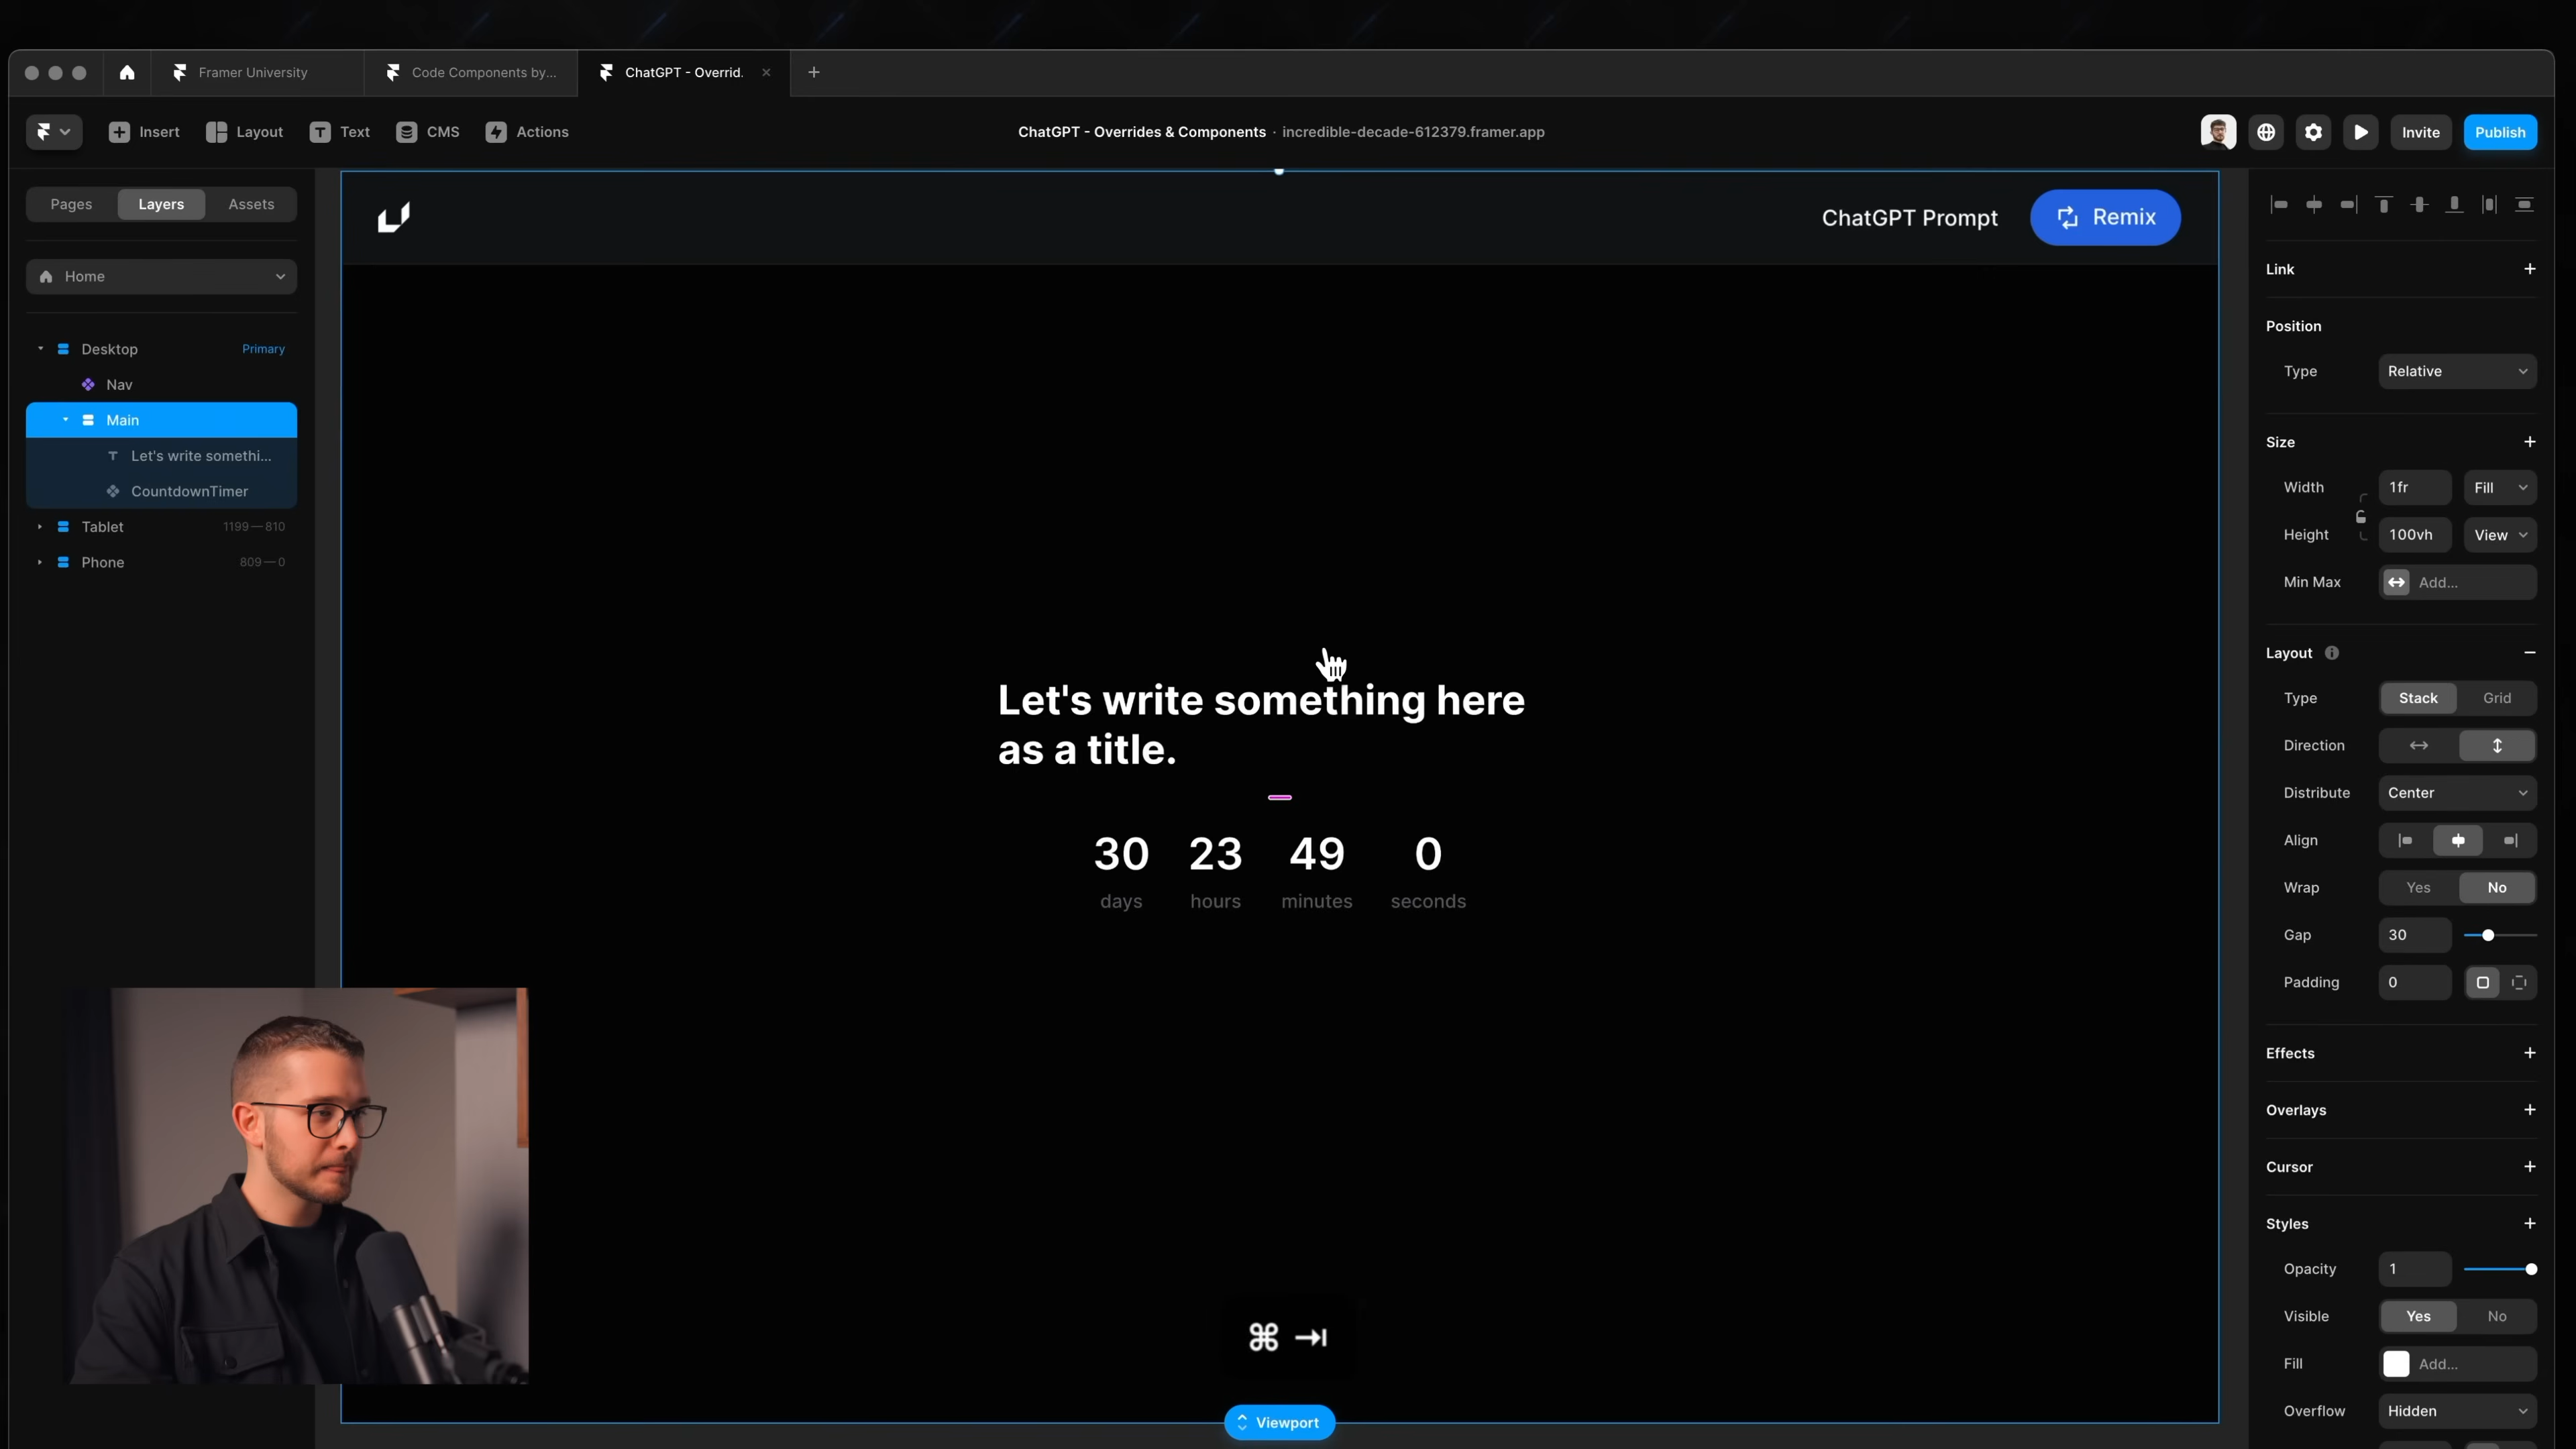 Framer University
Code Components by...
ChatGPT - Overrid.
Insert
Layout
Text
CMS
Actions
ChatGPT - Overrides & Components · incredible-decade-612379.framer.app
Invite
Publish
Pages
Layers
Assets
Home
Desktop
Primary
Nav
Main
Let's write somethi...
CountdownTimer
Tablet
1199—810
Phone
809—0
ChatGPT Prompt
Remix
Let's write something here
as a title.
30 23 49 0
days hours minutes seconds
⌘
Viewport
Link
Position
Type Relative
Size
Width 1fr Fill
Height 100vh View
Min Max Add...
Layout
Type Stack Grid
Direction
Distribute Center
Align
Wrap Yes No
Gap 30
Padding 0
Effects
Overlays
Cursor
Styles
Opacity 1
Visible Yes No
Fill Add...
Overflow Hidden